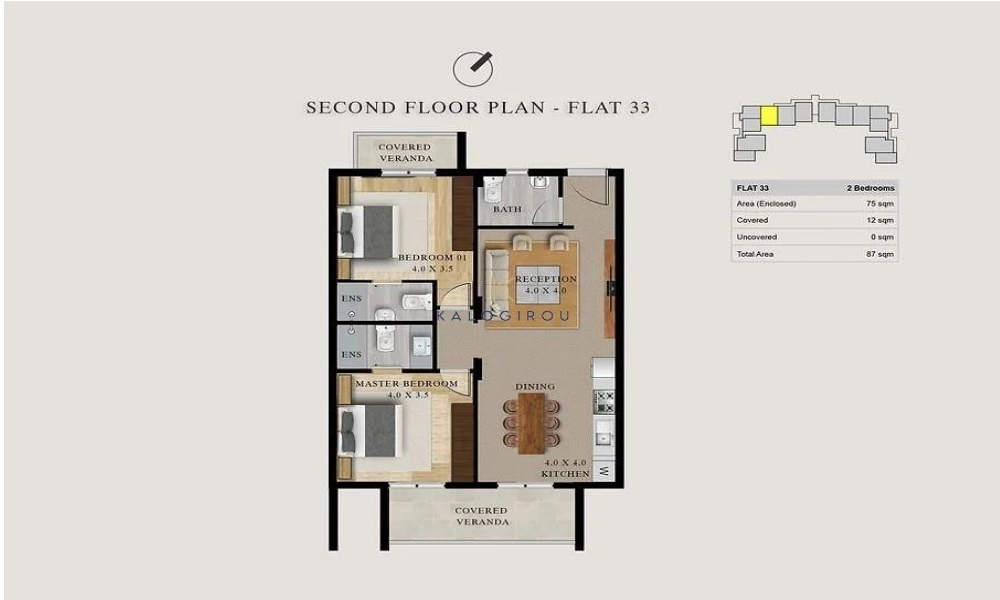 SECOND FLOOR PLAN - FLAT 33
COVERED
VERANDA
BATH
BEDROOM 01
4.0 X 3.5
RECEPTION
4.0 X 4.0
ENS
KALOGIROU
ENS
MASTER BEDROOM
4.0 X 3.5
DINING
4.0 X 4.0
KITCHEN
W
COVERED
VERANDA
FLAT 33 2 Bedrooms
Area (Enclosed) 75 sqm
Covered 12 sqm
Uncovered 0 sqm
Total Area 87 sqm